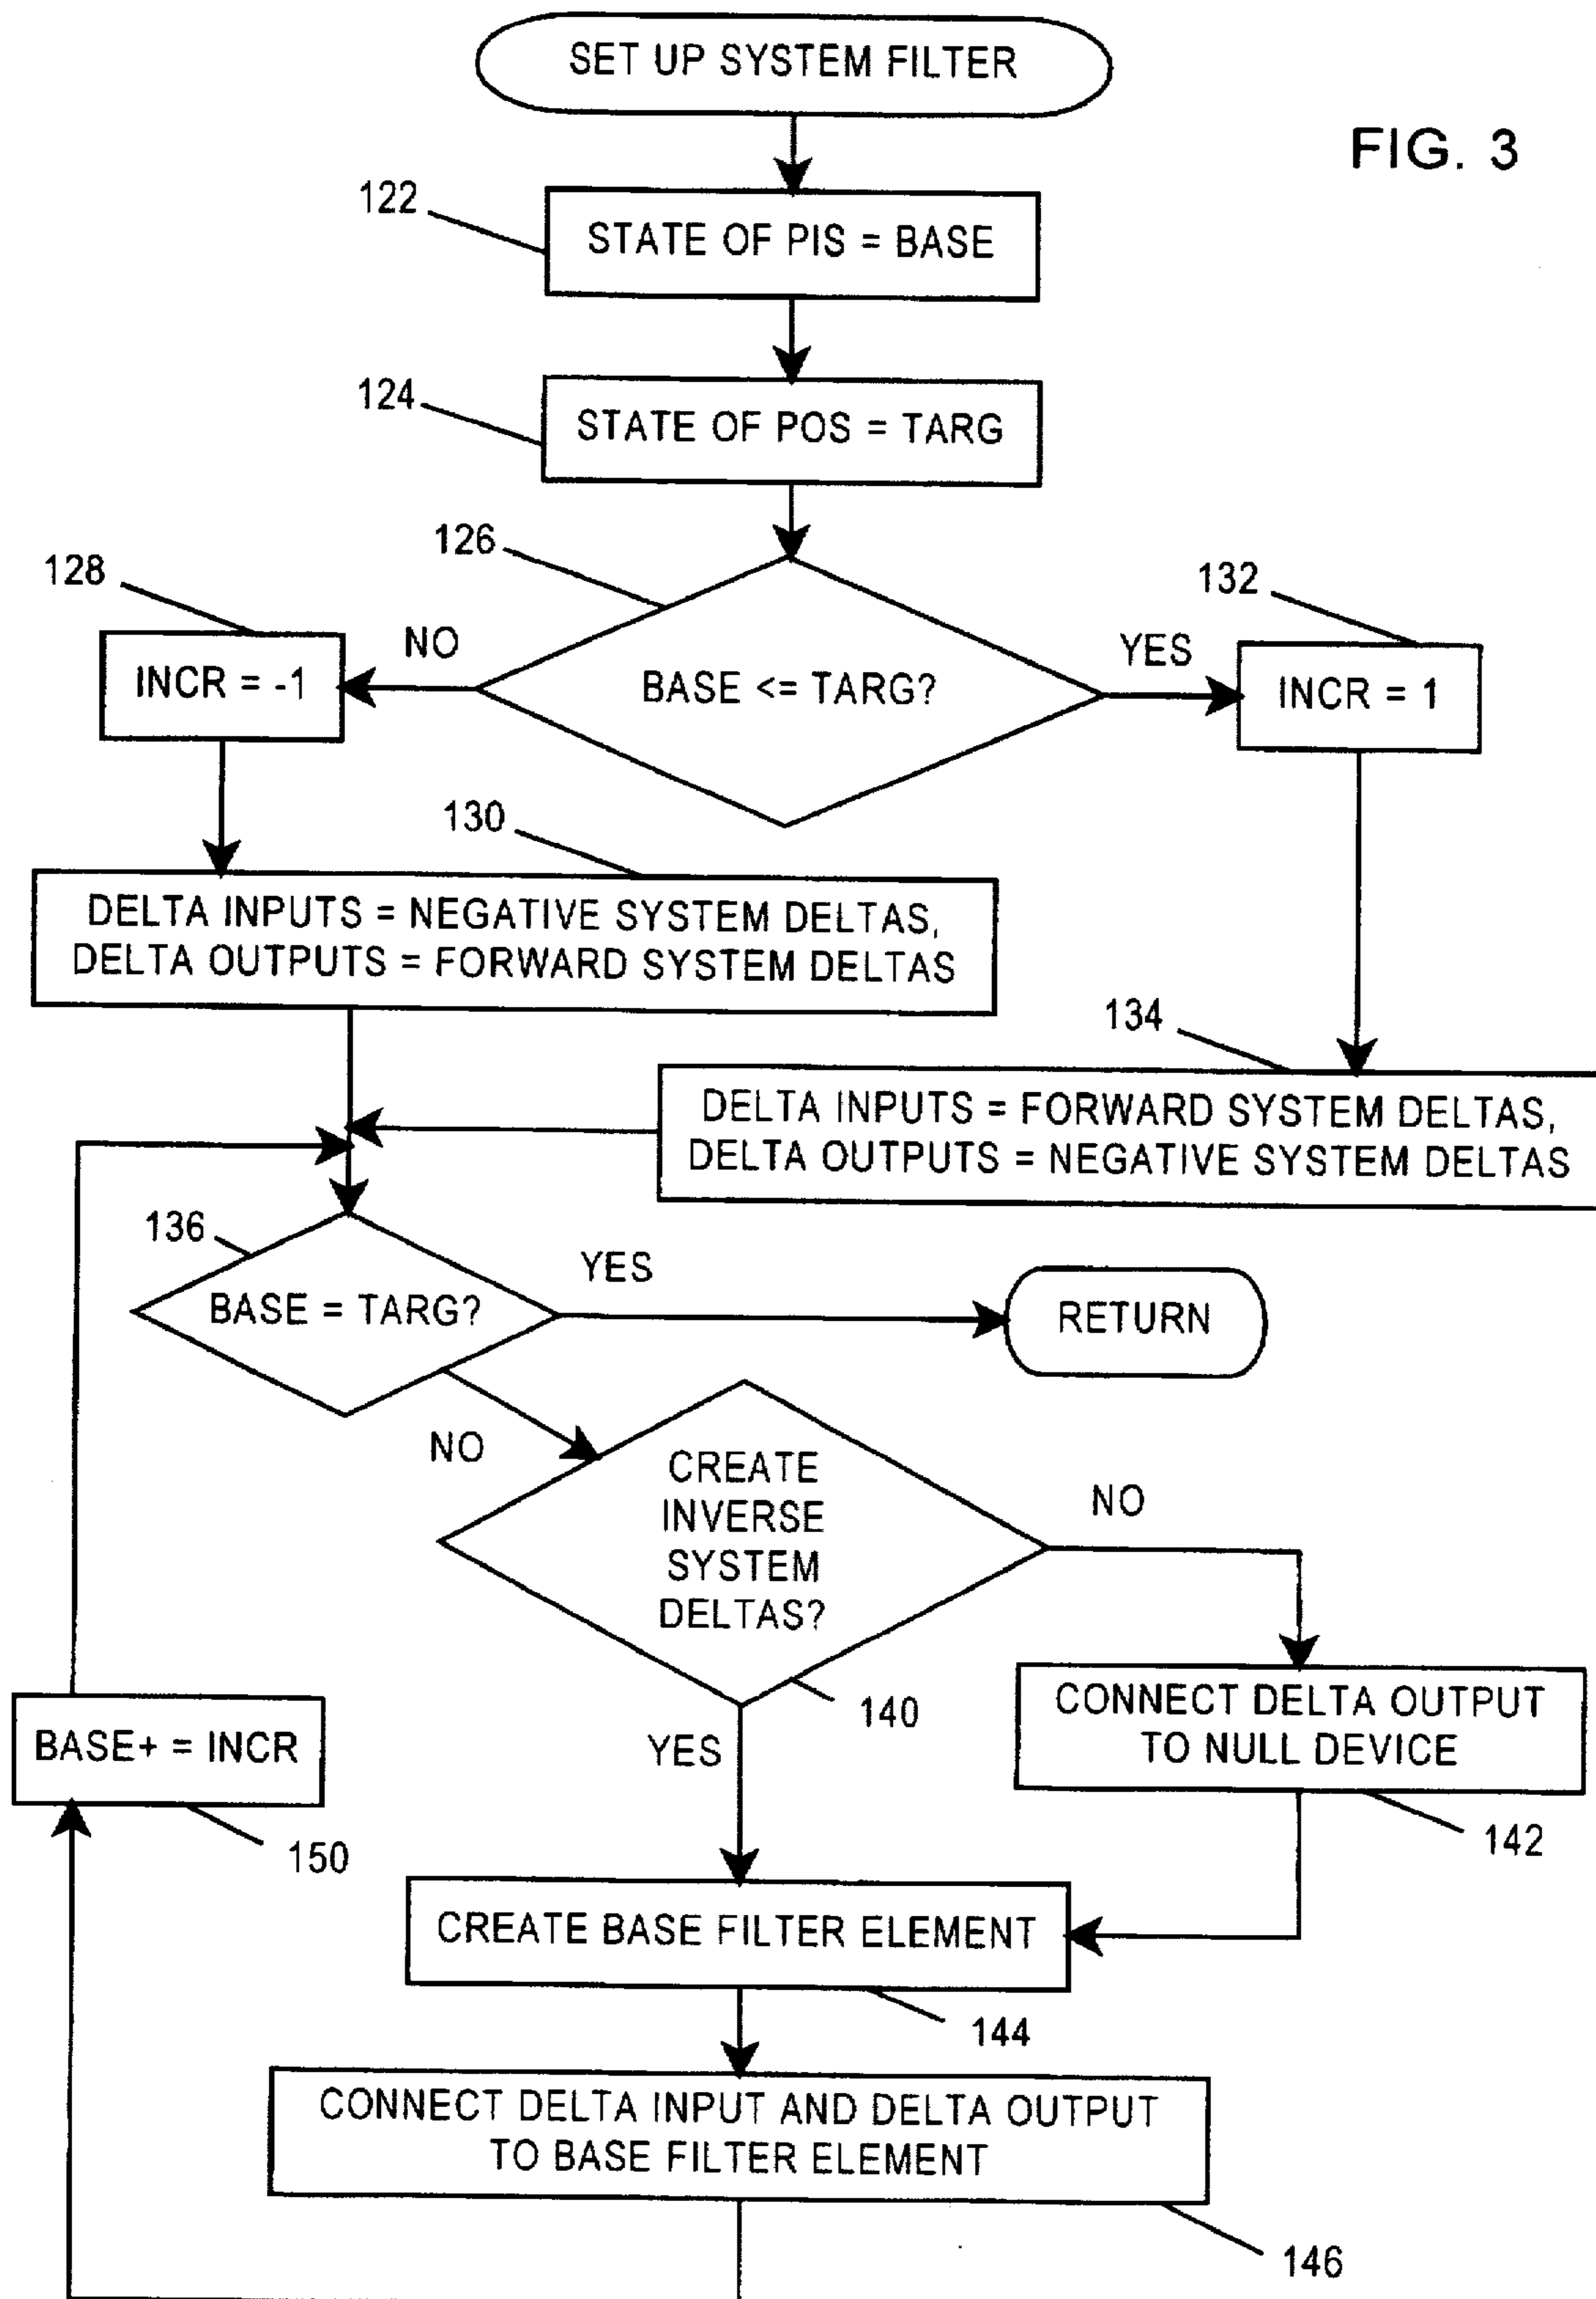 SET UP SYSTEM FILTER
FIG. 3
122
STATE OF PIS = BASE
124
STATE OF POS = TARG
126
128
132
NO
YES
INCR = -1
BASE <= TARG?
INCR = 1
130
DELTA INPUTS = NEGATIVE SYSTEM DELTAS,
DELTA OUTPUTS = FORWARD SYSTEM DELTAS
134
DELTA INPUTS = FORWARD SYSTEM DELTAS,
DELTA OUTPUTS = NEGATIVE SYSTEM DELTAS
136
YES
BASE = TARG?
RETURN
NO
CREATE
INVERSE
SYSTEM
DELTAS?
NO
140
YES
CONNECT DELTA OUTPUT
TO NULL DEVICE
BASE+ = INCR
142
150
CREATE BASE FILTER ELEMENT
144
CONNECT DELTA INPUT AND DELTA OUTPUT
TO BASE FILTER ELEMENT
146